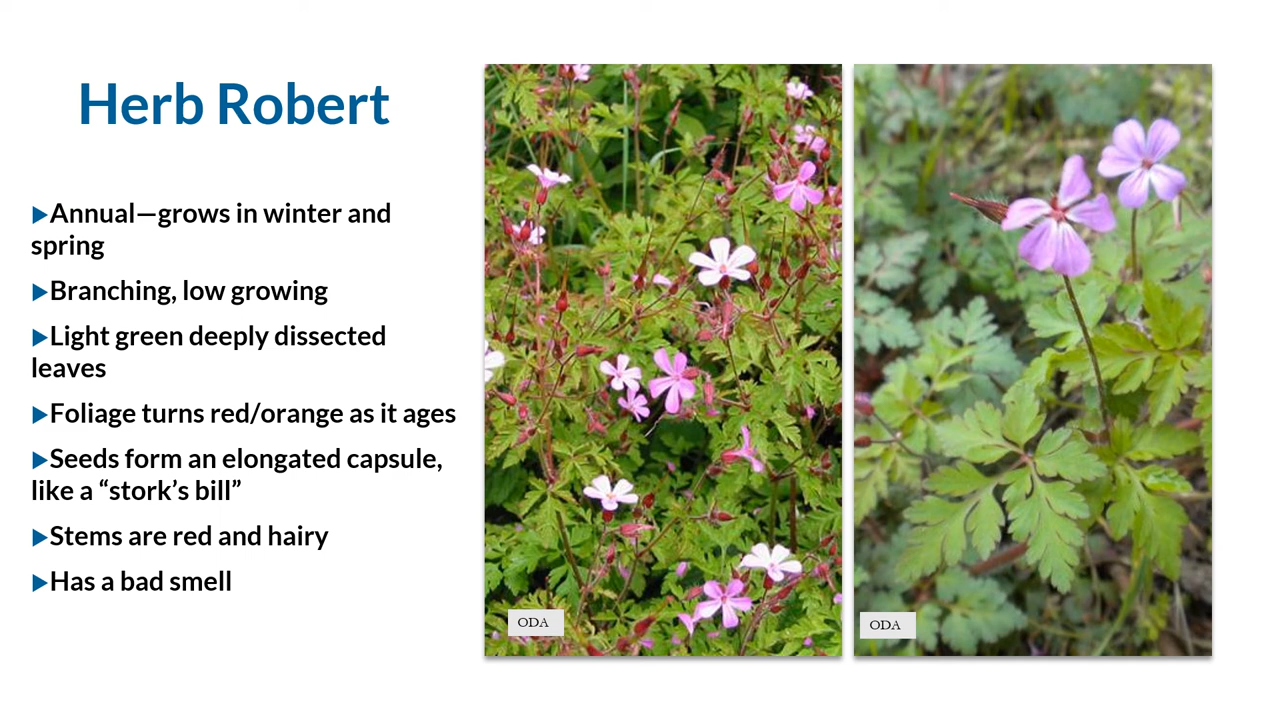 Herb Robert
▶Annual—grows in winter and
spring
▶Branching, low growing
▶Light green deeply dissected
leaves
▶Foliage turns red/orange as it ages
▶Seeds form an elongated capsule,
like a “stork’s bill”
▶Stems are red and hairy
▶Has a bad smell
ODA
ODA